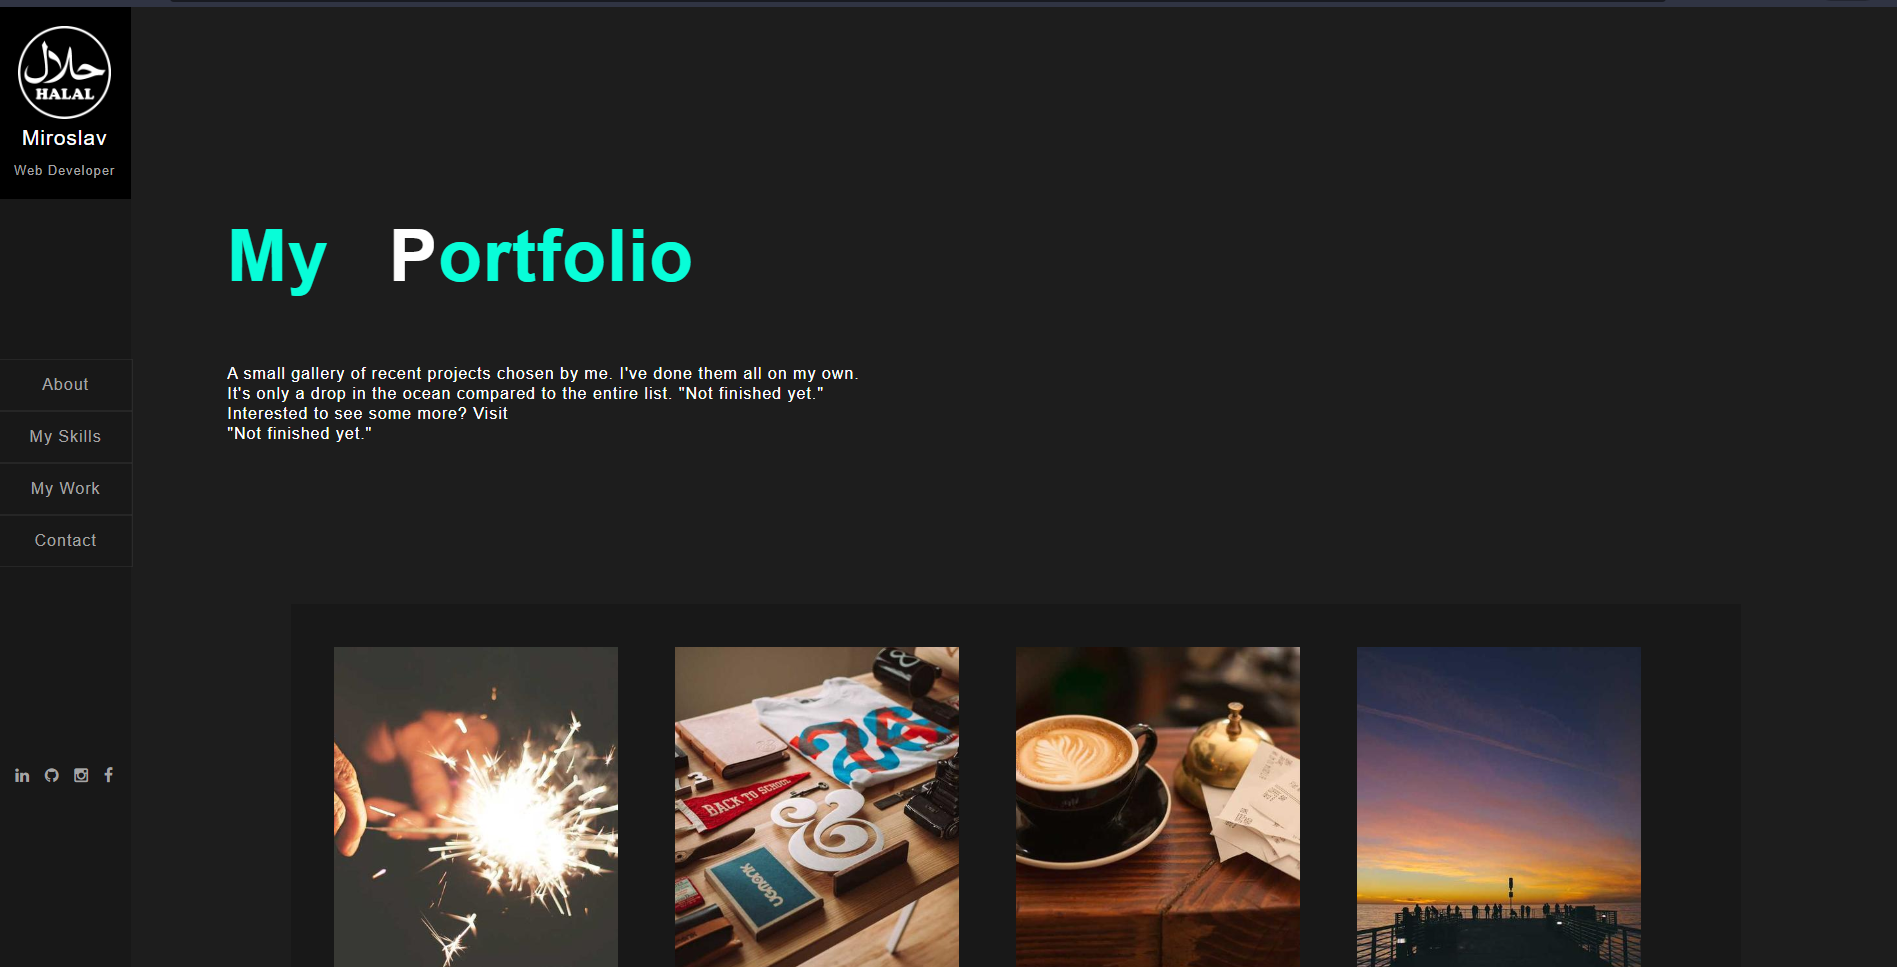 حلال
HALAL
Miroslav
Web Developer
About
My Skills
My Work
Contact
My Portfolio
A small gallery of recent projects chosen by me. I've done them all on my own.
It's only a drop in the ocean compared to the entire list. "Not finished yet."
Interested to see some more? Visit
"Not finished yet."
BACK TO SCHOOL
ugmonk